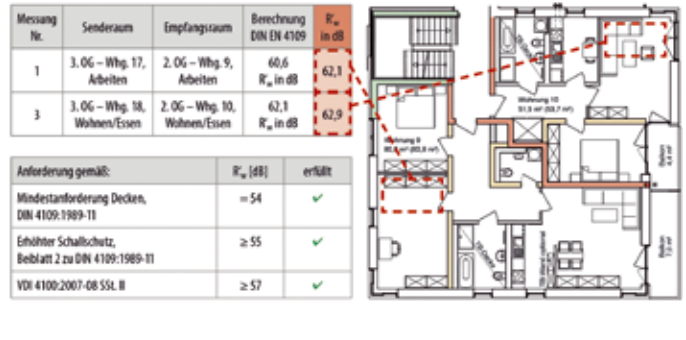 Messung Nr. Senderaum Empfangsraum Berechnung DIN EN 4109 R'w in dB
1 3. OG – Whg. 17, Arbeiten 2. OG – Whg. 9, Arbeiten 60,6 R'w in dB 62,1
3 3. OG – Whg. 18, Wohnen/Essen 2. OG – Whg. 10, Wohnen/Essen 62,1 R'w in dB 62,9
Anforderung gemäß: R'w [dB] erfüllt
Mindestanforderung Decken, DIN 4109:1989-11 = 54 ✓
Erhöhter Schallschutz, Beiblatt 2 zu DIN 4109:1989-11 ≥ 55 ✓
VDI 4100:2007-08 SSt. II ≥ 57 ✓
Wohnung 10
Wohnung 9
Balkon
Balkon